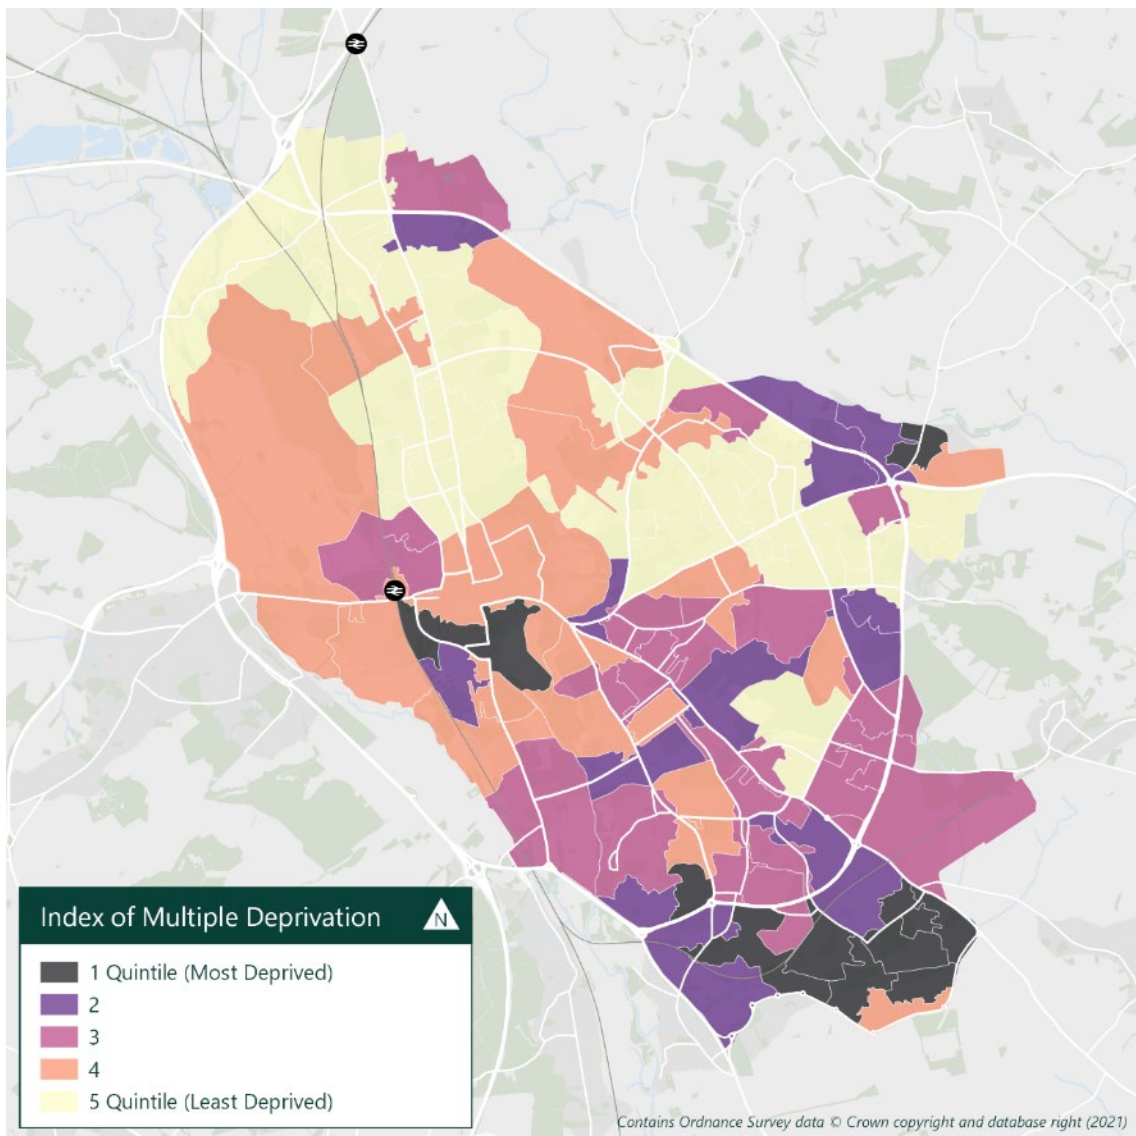 Index of Multiple Deprivation
N
1 Quintile (Most Deprived)
2
3
4
5 Quintile (Least Deprived)
Contains Ordnance Survey data © Crown copyright and database right (2021)